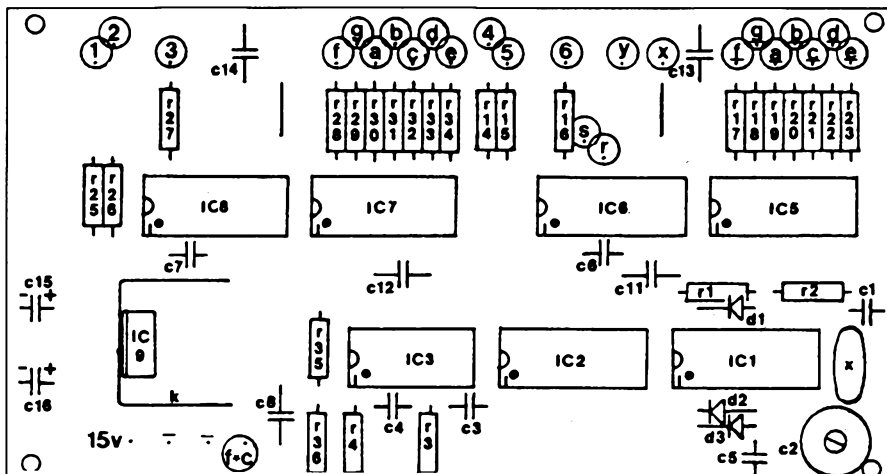 2
1
3
c14
f
g
a
b
c
d
e
4
5
6
y
x
c13
f
g
a
b
c
d
e
r27
r28
r29
r30
r31
r32
r33
r34
r14
r15
r16
s
r
r17
r18
r19
r20
r21
r22
r23
r25
r26
IC8
IC7
IC6
IC5
c7
c12
c6
c11
c15
r1
r2
c1
d1
IC9
r35
IC3
IC2
IC1
x
c16
k
c8
c4
c3
d2
d3
c2
15v
f+c
r36
r4
r3
c5